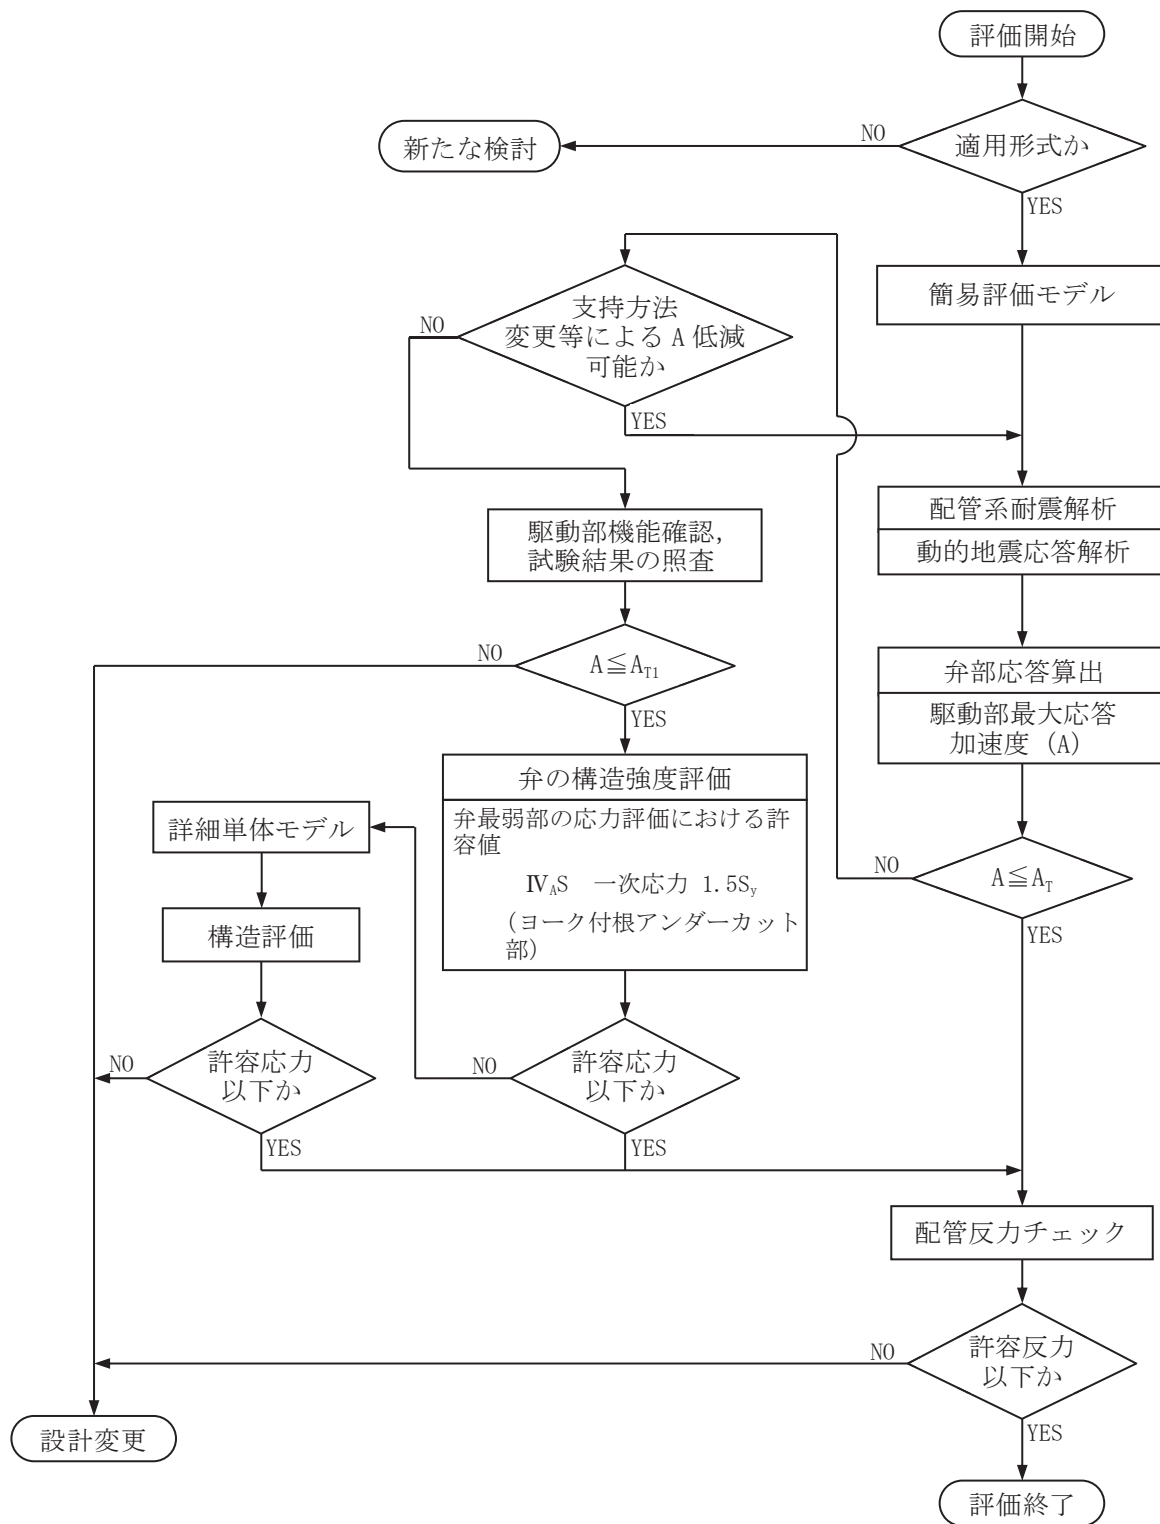 評価開始
適用形式か
NO
新たな検討
YES
簡易評価モデル
支持方法
変更等による A 低減
可能か
NO
YES
配管系耐震解析
動的地震応答解析
駆動部機能確認,
試験結果の照査
弁部応答算出
駆動部最大応答
加速度 (A)
A≦A_T1
NO
YES
弁の構造強度評価
弁最弱部の応力評価における許
容値
Ⅳ_AS 一次応力 1.5S_y
(ヨーク付根アンダーカット
部)
A≦A_T
NO
YES
詳細単体モデル
構造評価
許容応力
以下か
NO
YES
許容応力
以下か
NO
YES
配管反力チェック
許容反力
以下か
NO
YES
設計変更
評価終了